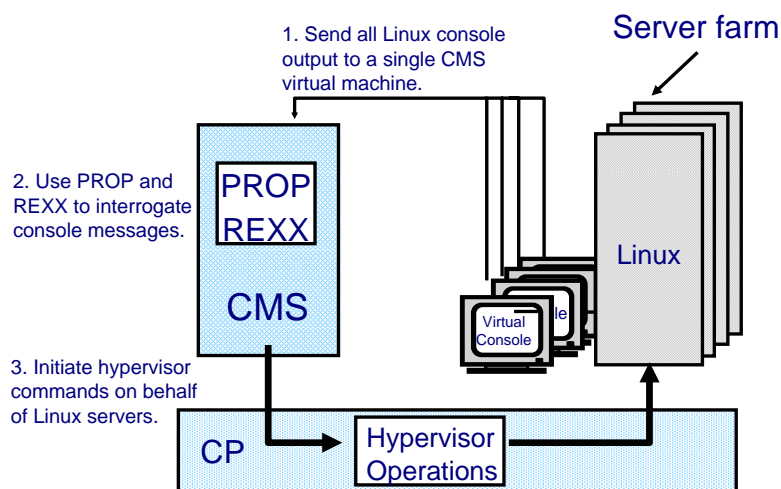 1. Send all Linux console
output to a single CMS
virtual machine.
Server farm
2. Use PROP and
REXX to interrogate
console messages.
PROP
REXX
CMS
Linux
Virtual
Console
le
3. Initiate hypervisor
commands on behalf
of Linux servers.
CP
Hypervisor
Operations